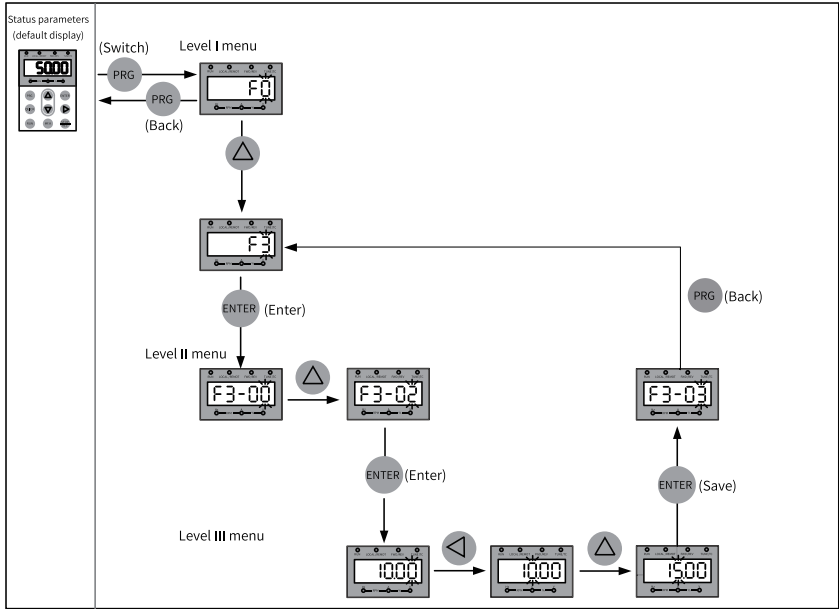 Status parameters
(default display)
50.00
(Switch)
PRG
PRG
(Back)
Level I menu
F0
F3
ENTER (Enter)
PRG (Back)
Level II menu
F3-00
F3-02
F3-03
ENTER (Enter)
ENTER (Save)
Level III menu
10.00
10.00
15.00